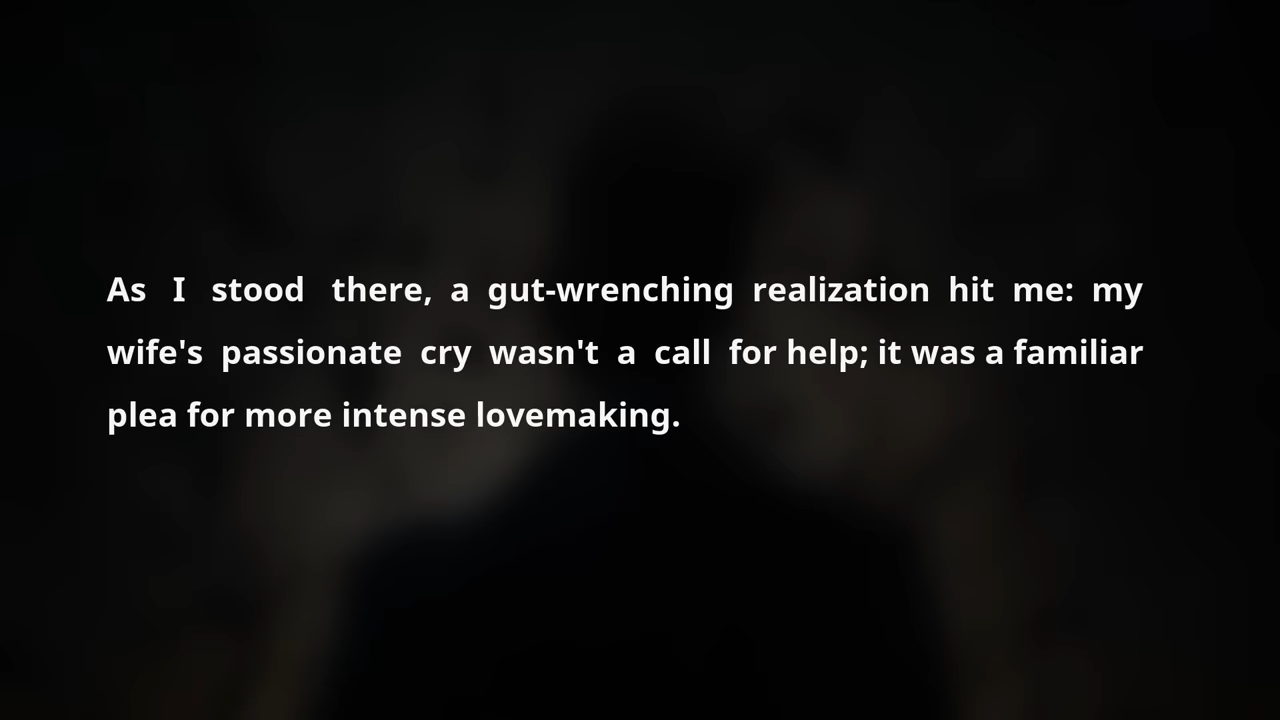 As I stood there, a gut-wrenching realization hit me: my
wife's passionate cry wasn't a call for help; it was a familiar
plea for more intense lovemaking.